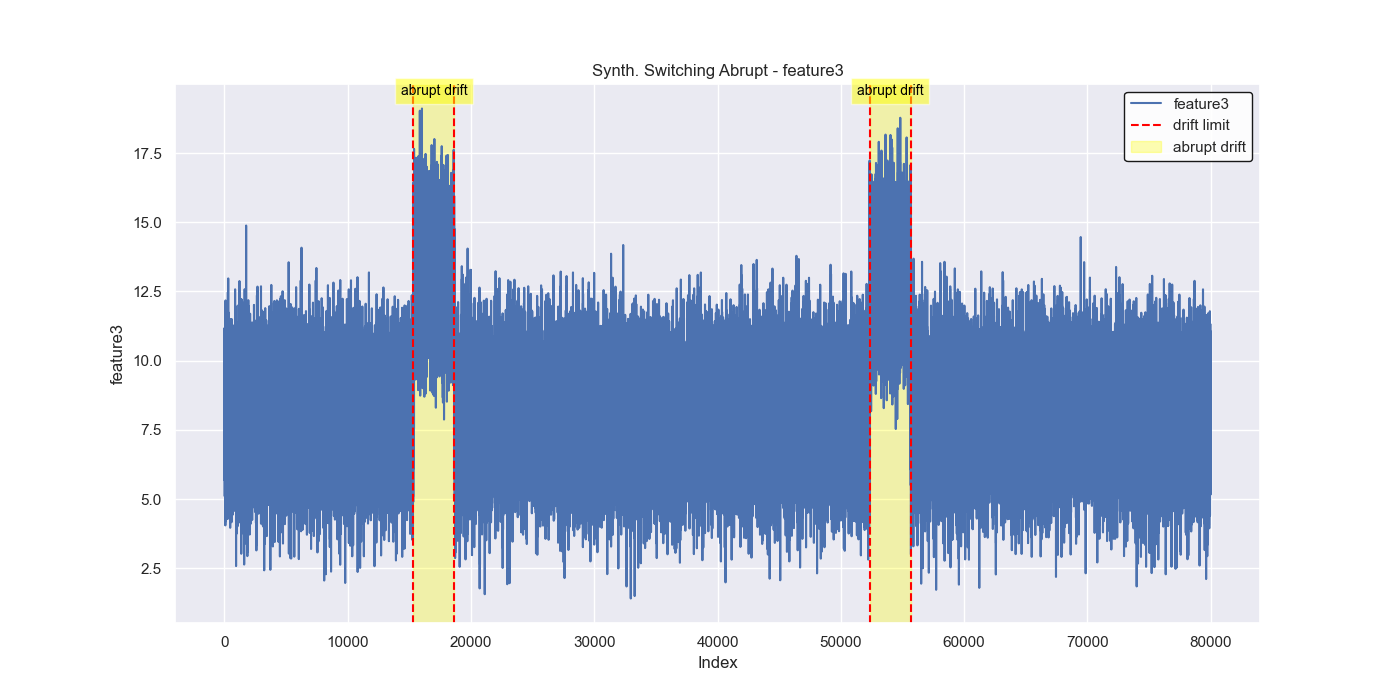 Synth. Switching Abrupt - feature3
abrupt drift
abrupt drift
feature3
drift limit
abrupt drift
17.5
15.0
12.5
10.0
7.5
5.0
2.5
feature3
0
10000
20000
30000
40000
50000
60000
70000
80000
Index